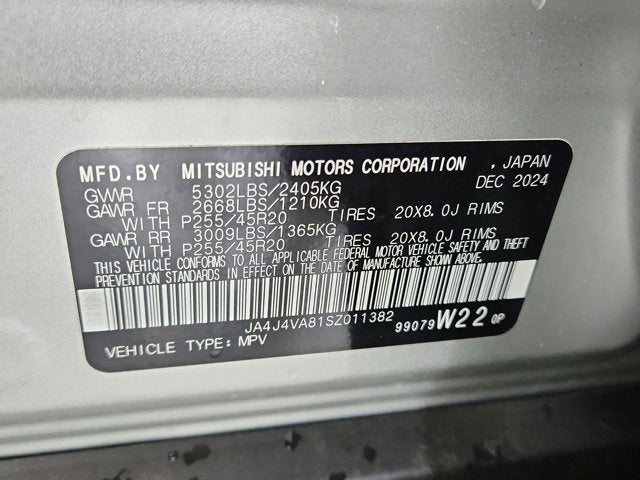 MFD.BY MITSUBISHI MOTORS CORPORATION , JAPAN
DEC 2024
GVWR 5302LBS/2405KG
GAWR FR 2668LBS/1210KG
WITH P255/45R20 TIRES 20X8.0J RIMS
GAWR RR 3009LBS/1365KG
WITH P255/45R20 TIRES 20X8.0J RIMS
THIS VEHICLE CONFORMS TO ALL APPLICABLE FEDERAL MOTOR VEHICLE SAFETY AND THEFT
PREVENTION STANDARDS IN EFFECT ON THE DATE OF MANUFACTURE SHOWN ABOVE.
JA4J4VA81SZ011382
99079 W22 0P
VEHICLE TYPE: MPV